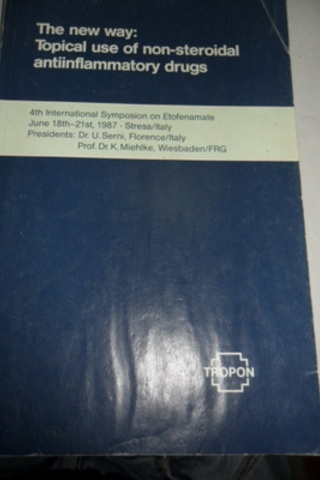 The new way:
Topical use of non-steroidal
antiinflammatory drugs
4th International Symposion on Etofenamate
June 18th–21st, 1987 · Stresa/Italy
Presidents: Dr. U. Serni, Florence/Italy
Prof. Dr. K. Miehlke, Wiesbaden/FRG
TROPON